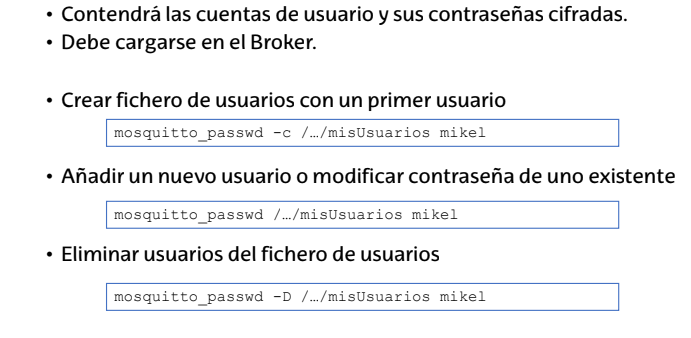 • Contendrá las cuentas de usuario y sus contraseñas cifradas.
• Debe cargarse en el Broker.
• Crear fichero de usuarios con un primer usuario
mosquitto_passwd -c /…/misUsuarios mikel
• Añadir un nuevo usuario o modificar contraseña de uno existente
mosquitto_passwd /…/misUsuarios mikel
• Eliminar usuarios del fichero de usuarios
mosquitto_passwd -D /…/misUsuarios mikel